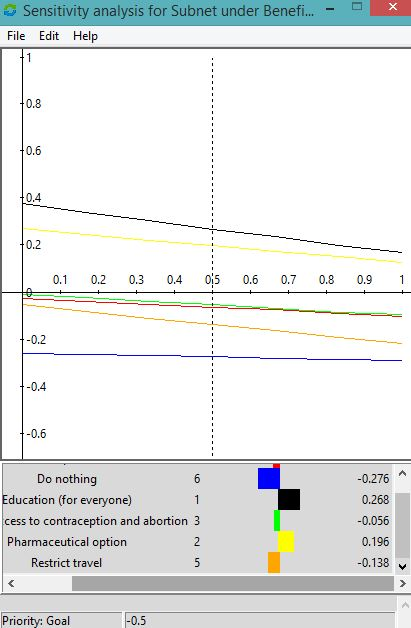 Sensitivity analysis for Subnet under Benefi...
File Edit Help
1
0.8
0.6
0.4
0.2
0 0.1 0.2 0.3 0.4 0.5 0.6 0.7 0.8 0.9 1
-0.2
-0.4
-0.6
Do nothing 6 -0.276
Education (for everyone) 1 0.268
cess to contraception and abortion 3 -0.056
Pharmaceutical option 2 0.196
Restrict travel 5 -0.138
Priority: Goal -0.5